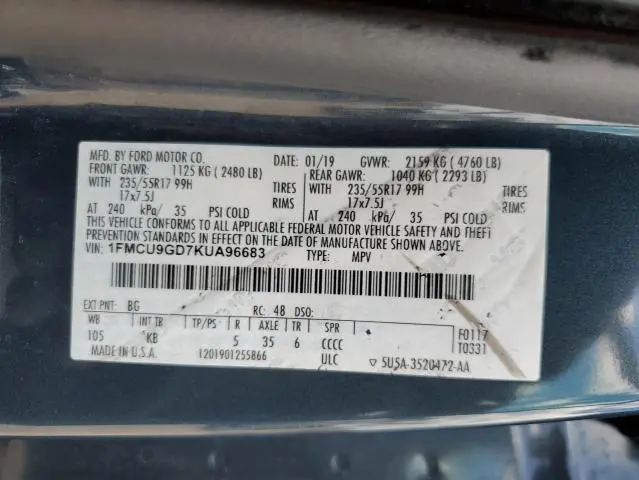 MFD. BY FORD MOTOR CO. DATE: 01/19 GVWR: 2159 KG ( 4760 LB)
FRONT GAWR: 1125 KG ( 2480 LB) REAR GAWR: 1040 KG ( 2293 LB)
WITH 235/55R17 99H TIRES WITH 235/55R17 99H TIRES
17x7.5J RIMS 17x7.5J RIMS
AT 240 kPa/ 35 PSI COLD AT 240 kPa/ 35 PSI COLD
THIS VEHICLE CONFORMS TO ALL APPLICABLE FEDERAL MOTOR VEHICLE SAFETY AND THEFT
PREVENTION STANDARDS IN EFFECT ON THE DATE OF MANUFACTURE SHOWN ABOVE.
VIN: 1FMCU9GD7KUA96683 TYPE: MPV
EXT PNT: BG RC: 48 DSO:
WB INT TR TP/PS R AXLE TR SPR F0117
105 KB 5 35 6 CCCC T0331
MADE IN U.S.A. 1201901255866 ULC ▽ 5U5A-3520472-AA